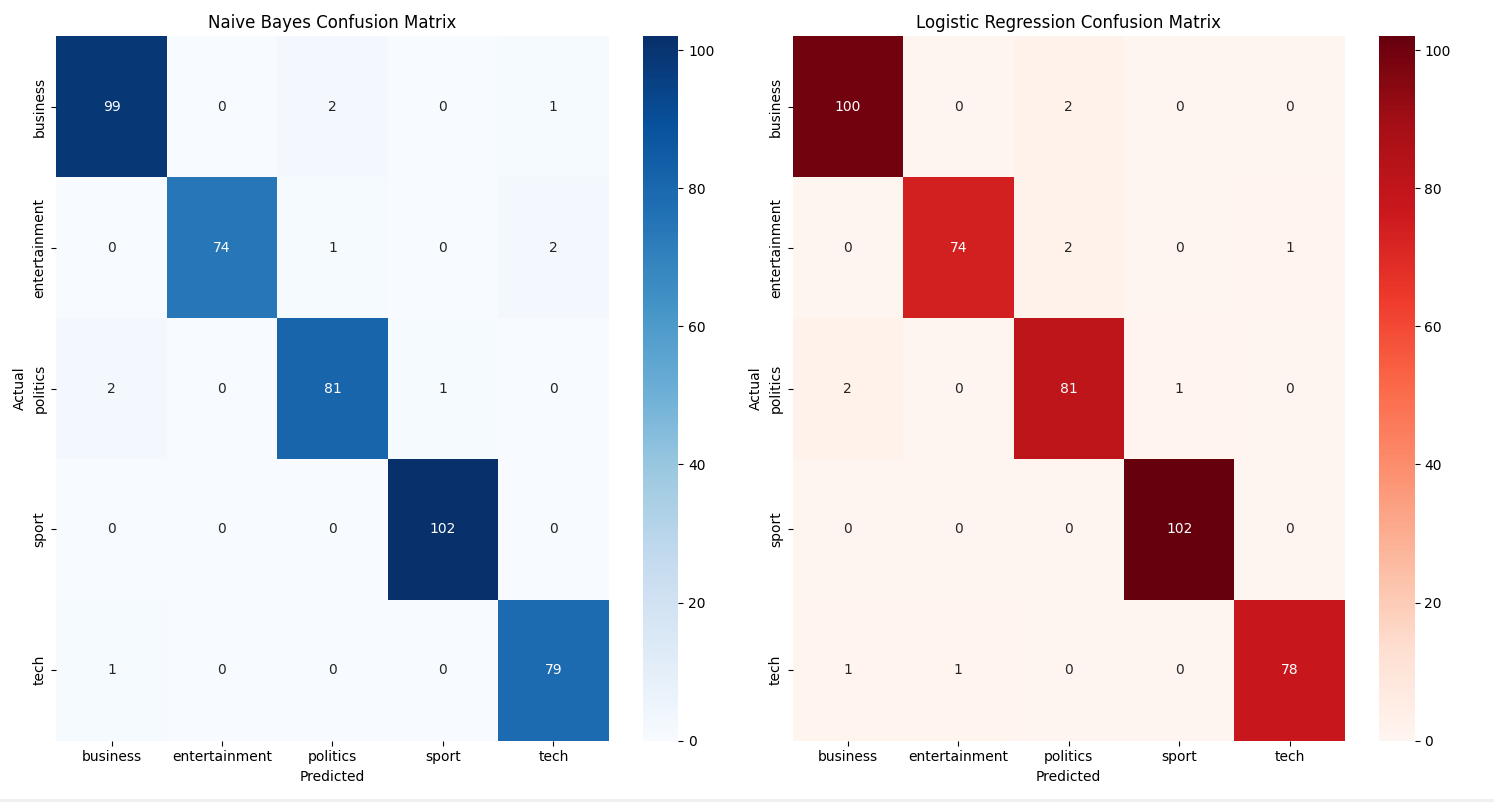 Naive Bayes Confusion Matrix
business
entertainment
politics
sport
tech
Actual
99 0 2 0 1
0 74 1 0 2
2 0 81 1 0
0 0 0 102 0
1 0 0 0 79
business entertainment politics sport tech
Predicted
100
80
60
40
20
0
Logistic Regression Confusion Matrix
business
entertainment
politics
sport
tech
Actual
100 0 2 0 0
0 74 2 0 1
2 0 81 1 0
0 0 0 102 0
1 1 0 0 78
business entertainment politics sport tech
Predicted
100
80
60
40
20
0